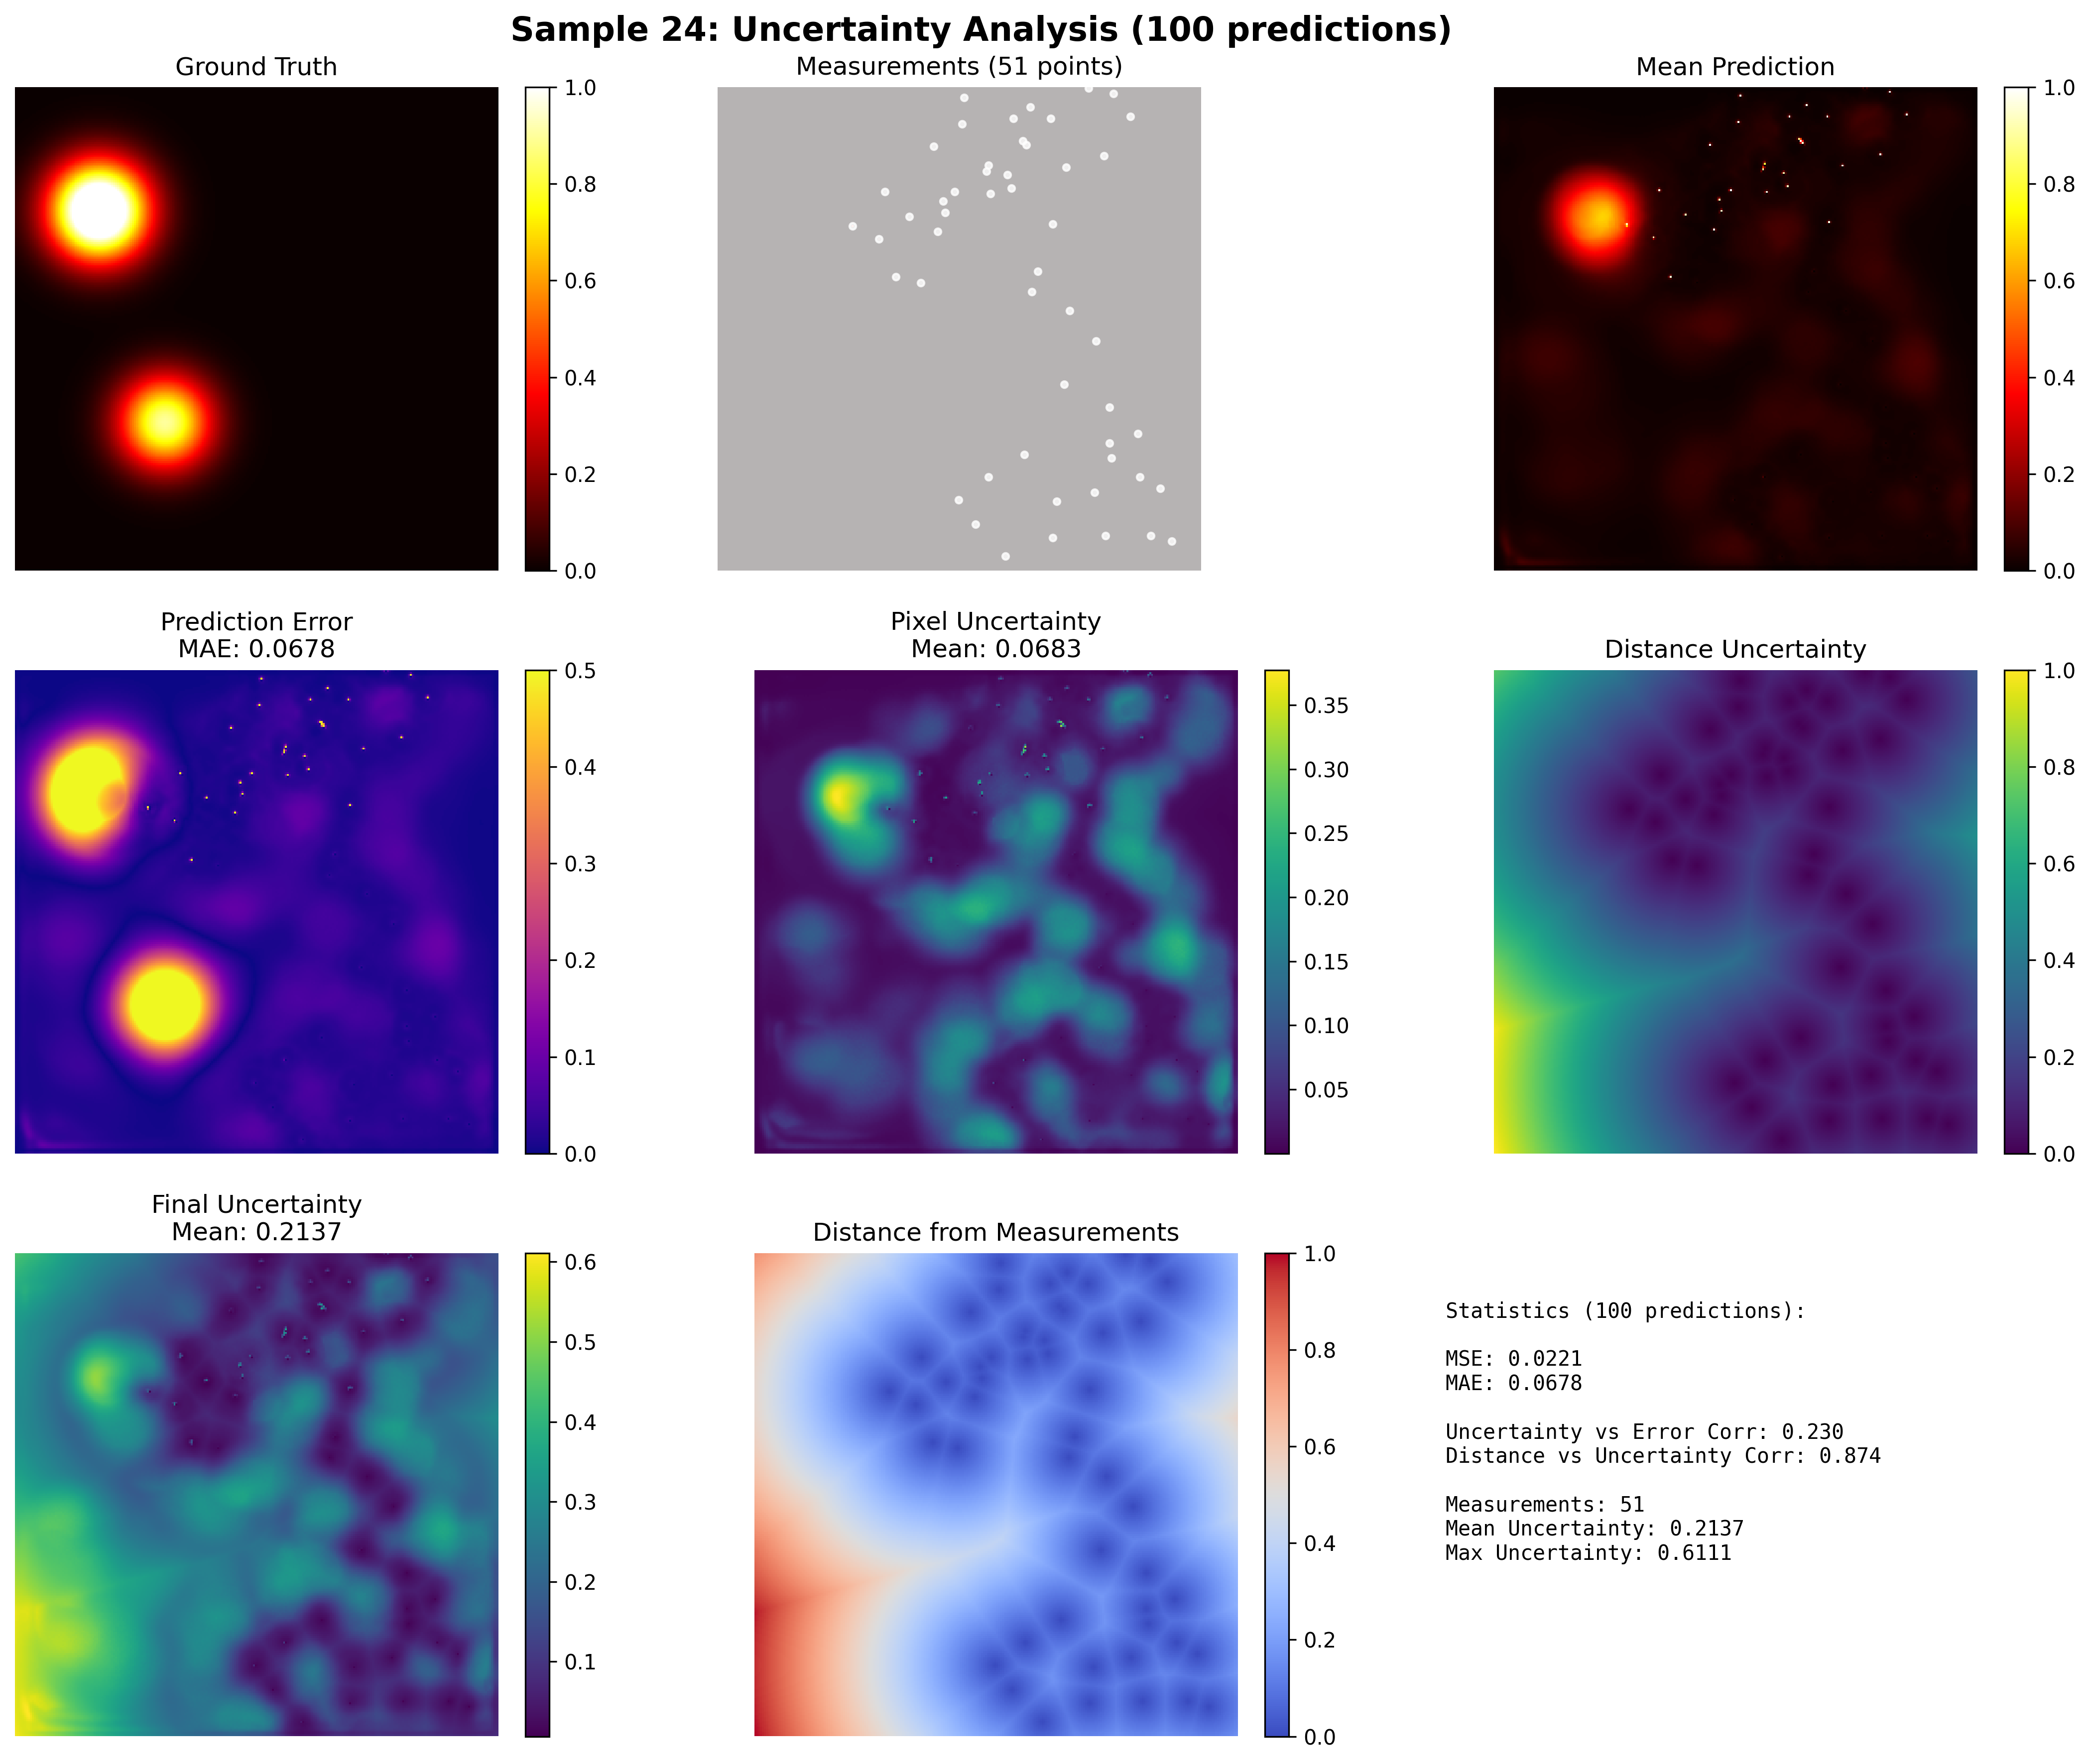 Sample 24: Uncertainty Analysis (100 predictions)
Ground Truth
1.0
0.8
0.6
0.4
0.2
0.0
Measurements (51 points)
Mean Prediction
1.0
0.8
0.6
0.4
0.2
0.0
Prediction Error
MAE: 0.0678
0.5
0.4
0.3
0.2
0.1
0.0
Pixel Uncertainty
Mean: 0.0683
0.35
0.30
0.25
0.20
0.15
0.10
0.05
Distance Uncertainty
1.0
0.8
0.6
0.4
0.2
0.0
Final Uncertainty
Mean: 0.2137
0.6
0.5
0.4
0.3
0.2
0.1
Distance from Measurements
1.0
0.8
0.6
0.4
0.2
0.0
Statistics (100 predictions):
MSE: 0.0221
MAE: 0.0678
Uncertainty vs Error Corr: 0.230
Distance vs Uncertainty Corr: 0.874
Measurements: 51
Mean Uncertainty: 0.2137
Max Uncertainty: 0.6111